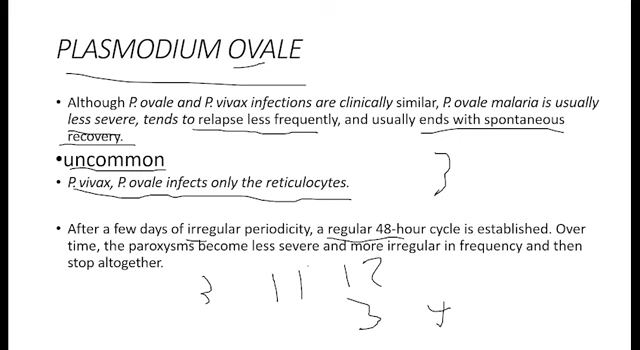 PLASMODIUM OVALE
• Although P. ovale and P. vivax infections are clinically similar, P. ovale malaria is usually
less severe, tends to relapse less frequently, and usually ends with spontaneous
recovery.
•uncommon
• P. vivax, P. ovale infects only the reticulocytes.
3
• After a few days of irregular periodicity, a regular 48-hour cycle is established. Over
time, the paroxysms become less severe and more irregular in frequency and then
stop altogether.
3 11 12
3 4